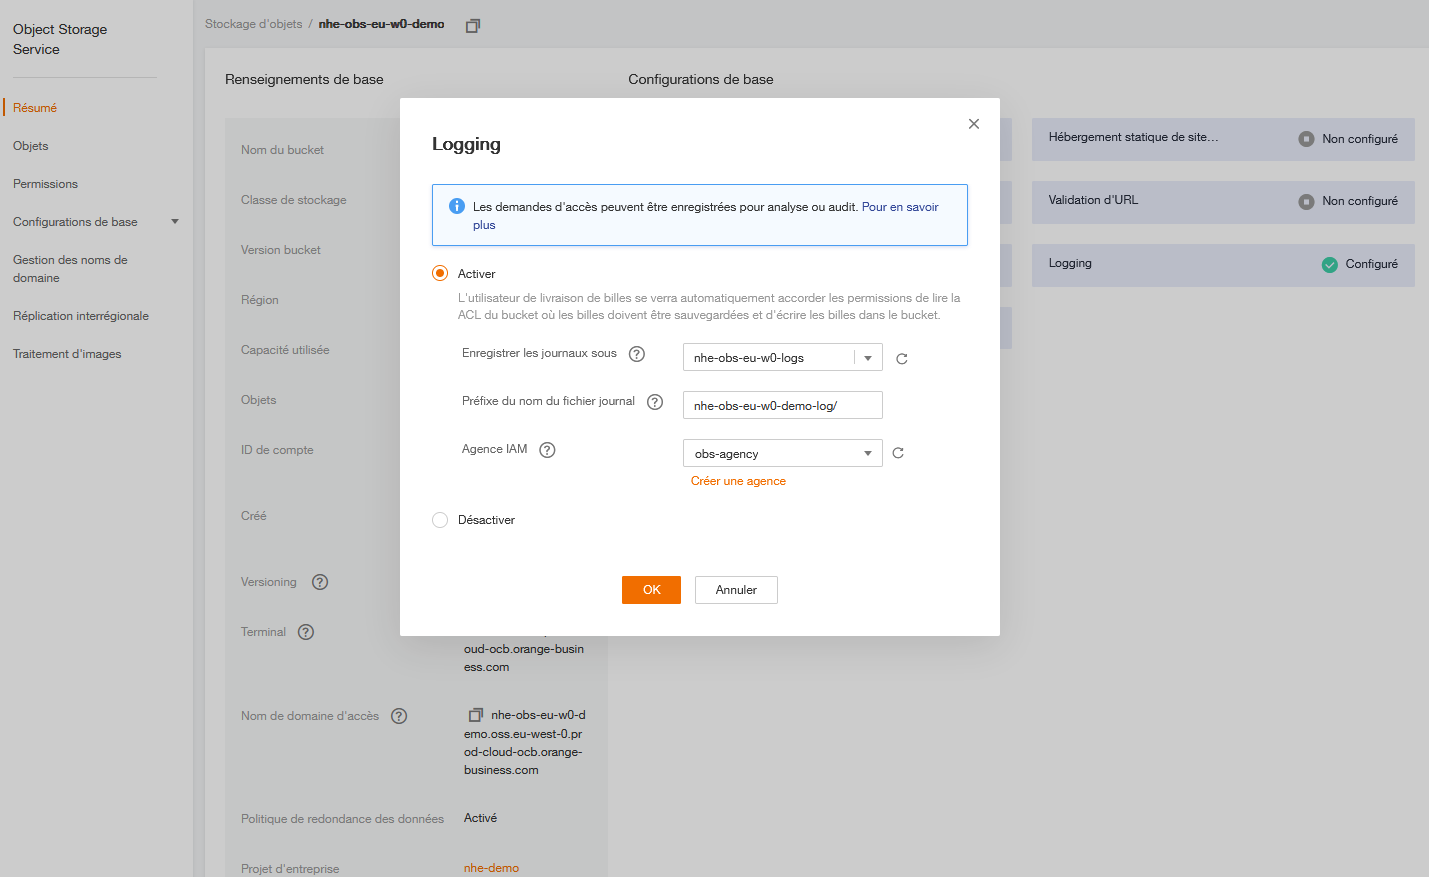 Object Storage
Service
Résumé
Objets
Permissions
Configurations de base
Gestion des noms de
domaine
Réplication interrégionale
Traitement d'images
Stockage d'objets / nhe-obs-eu-w0-demo
Renseignements de base
Nom du bucket
Classe de stockage
Version bucket
Région
Capacité utilisée
Objets
ID de compte
Créé
Versioning ?
Terminal ?
oud-ocb.orange-busin
ess.com
Nom de domaine d'accès ?
nhe-obs-eu-w0-d
emo.oss.eu-west-0.pr
od-cloud-ocb.orange-
business.com
Politique de redondance des données Activé
Projet d'entreprise nhe-demo
Configurations de base
Hébergement statique de site... Non configuré
Validation d'URL Non configuré
Logging Configuré
Logging
Les demandes d'accès peuvent être enregistrées pour analyse ou audit. Pour en savoir
plus
Activer
L'utilisateur de livraison de billes se verra automatiquement accorder les permissions de lire la
ACL du bucket où les billes doivent être sauvegardées et d'écrire les billes dans le bucket.
Enregistrer les journaux sous ? nhe-obs-eu-w0-logs
Préfixe du nom du fichier journal ? nhe-obs-eu-w0-demo-log/
Agence IAM ? obs-agency
Créer une agence
Désactiver
OK Annuler